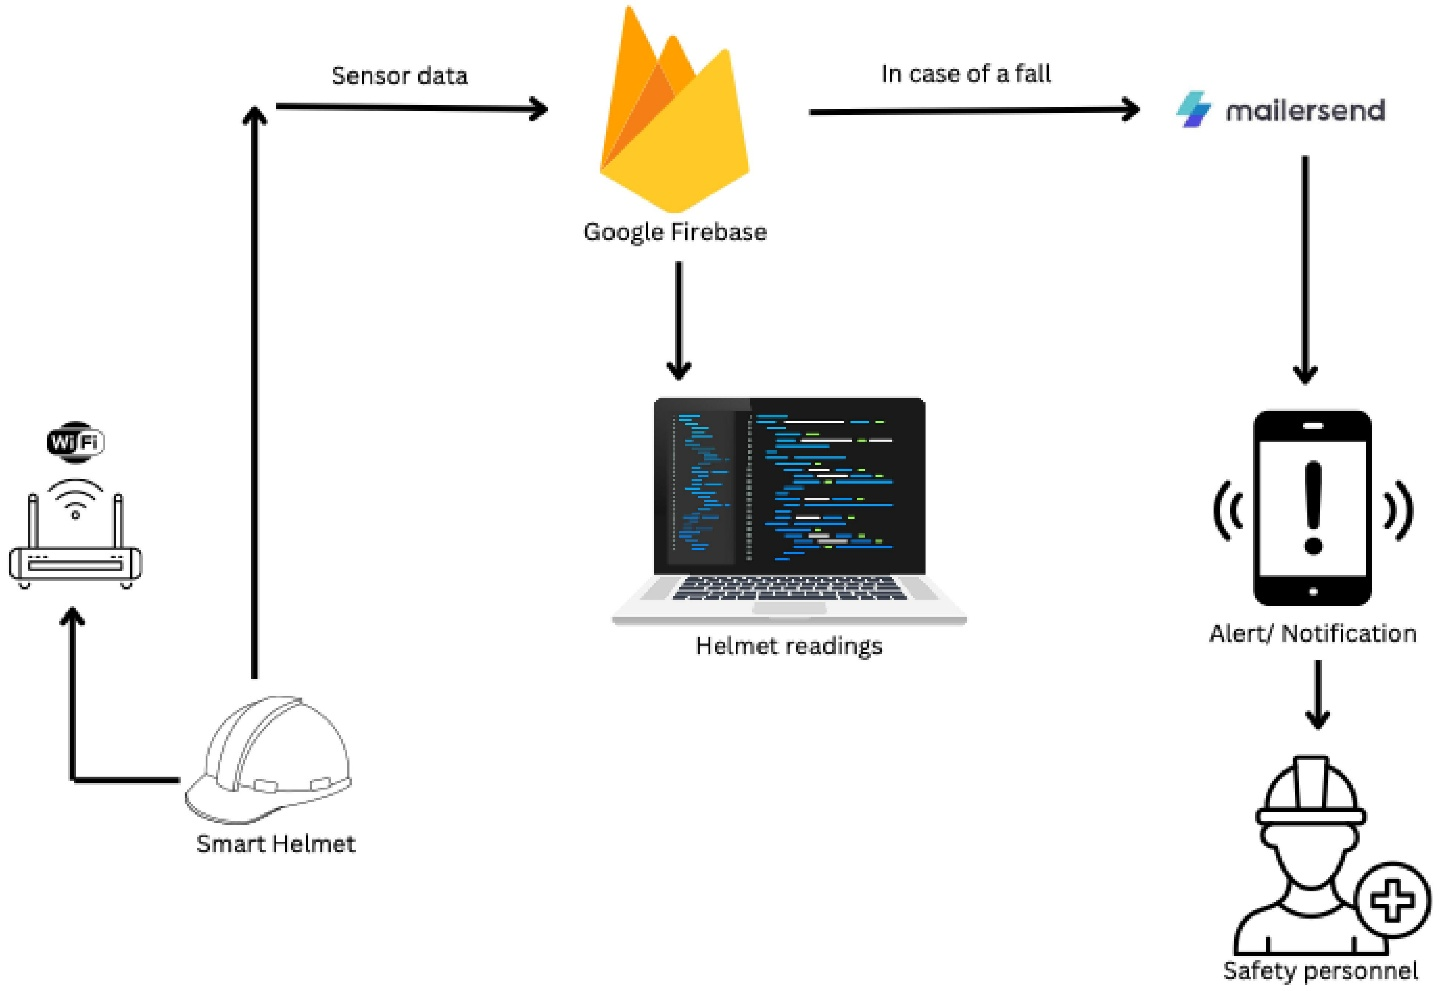 Sensor data
In case of a fall
mailersend
Google Firebase
WiFi
Helmet readings
Alert/ Notification
Smart Helmet
Safety personnel